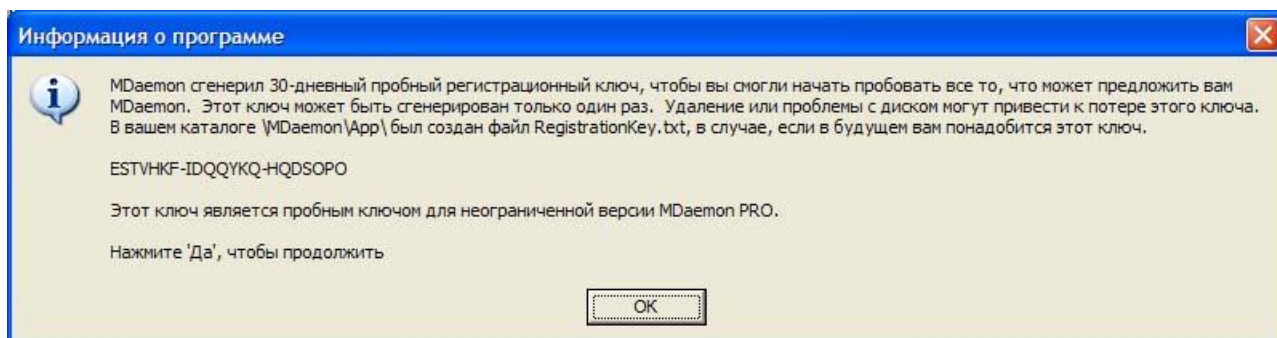 Информация о программе
MDaemon сгенерил 30-дневный пробный регистрационный ключ, чтобы вы смогли начать пробовать все то, что может предложить вам
MDaemon.  Этот ключ может быть сгенерирован только один раз.  Удаление или проблемы с диском могут привести к потере этого ключа.
В вашем каталоге \MDaemon\App\ был создан файл RegistrationKey.txt, в случае, если в будущем вам понадобится этот ключ.
ESTVHKF-IDQQYKQ-HQDSOPO
Этот ключ является пробным ключом для неограниченной версии MDaemon PRO.
Нажмите 'Да', чтобы продолжить
OK